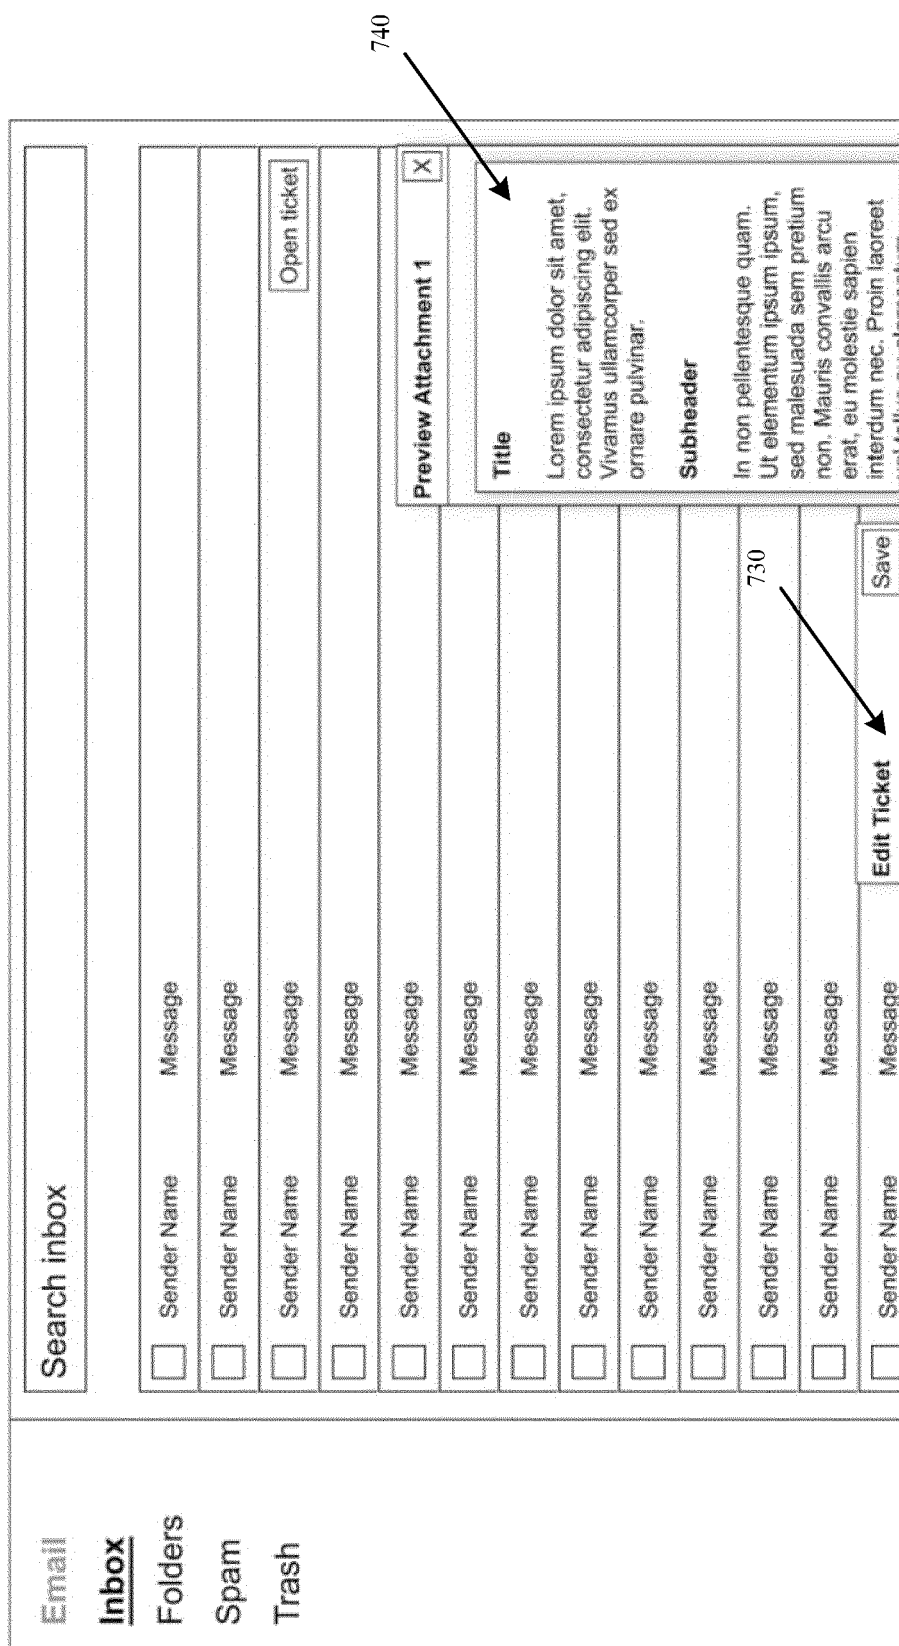 Email
Inbox
Folders
Spam
Trash
Search inbox
Sender Name Message
Sender Name Message
Sender Name Message Open ticket
Sender Name Message
Sender Name Message
Sender Name Message
Sender Name Message
Sender Name Message
Sender Name Message
Sender Name Message
Sender Name Message
Sender Name Message
Sender Name Message
740
Preview Attachment 1 X
Title
Lorem ipsum dolor sit amet,
consectetur adipiscing elit.
Vivamus ullamcorper sed ex
ornare pulvinar.
Subheader
In non pellentesque quam.
Ut elementum ipsum ipsum,
sed malesuada sem pretium
non. Mauris convallis arcu
erat, eu molestie sapien
interdum nec. Proin laoreet
730
Edit Ticket Save